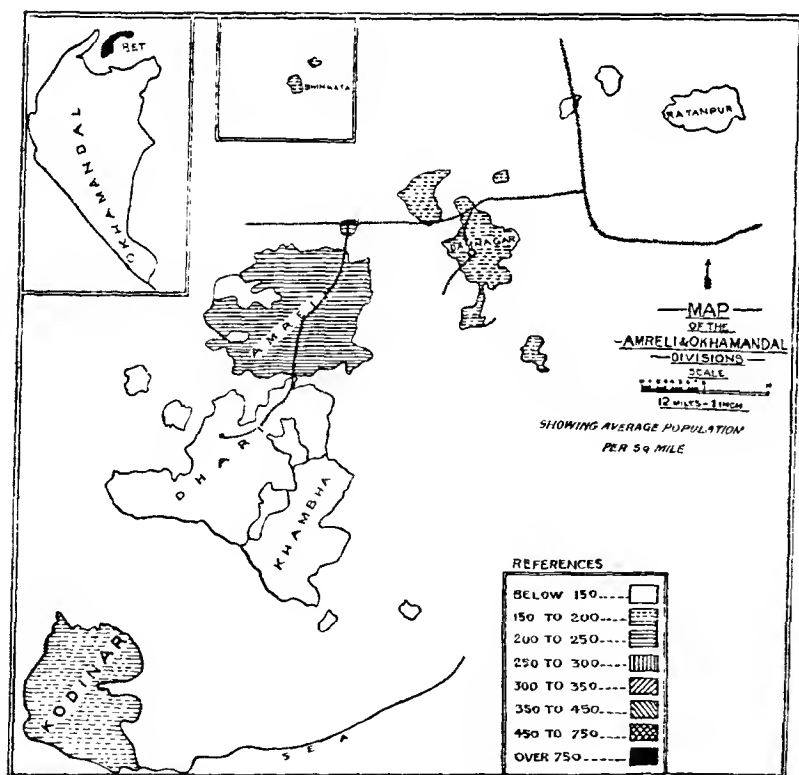 BET
OKHAMANDAL
BHIMKATA
RATANPUR
DAMNAGAR
AMRELI
DHARI
KHAMBHA
KODINAR
SEA
MAP
OF THE
AMRELI & OKHAMANDAL
DIVISIONS
SCALE
12 MILES - 1 INCH
SHOWING AVERAGE POPULATION
PER SQ MILE
REFERENCES
BELOW 150
150 TO 200
200 TO 250
250 TO 300
300 TO 350
350 TO 450
450 TO 750
OVER 750